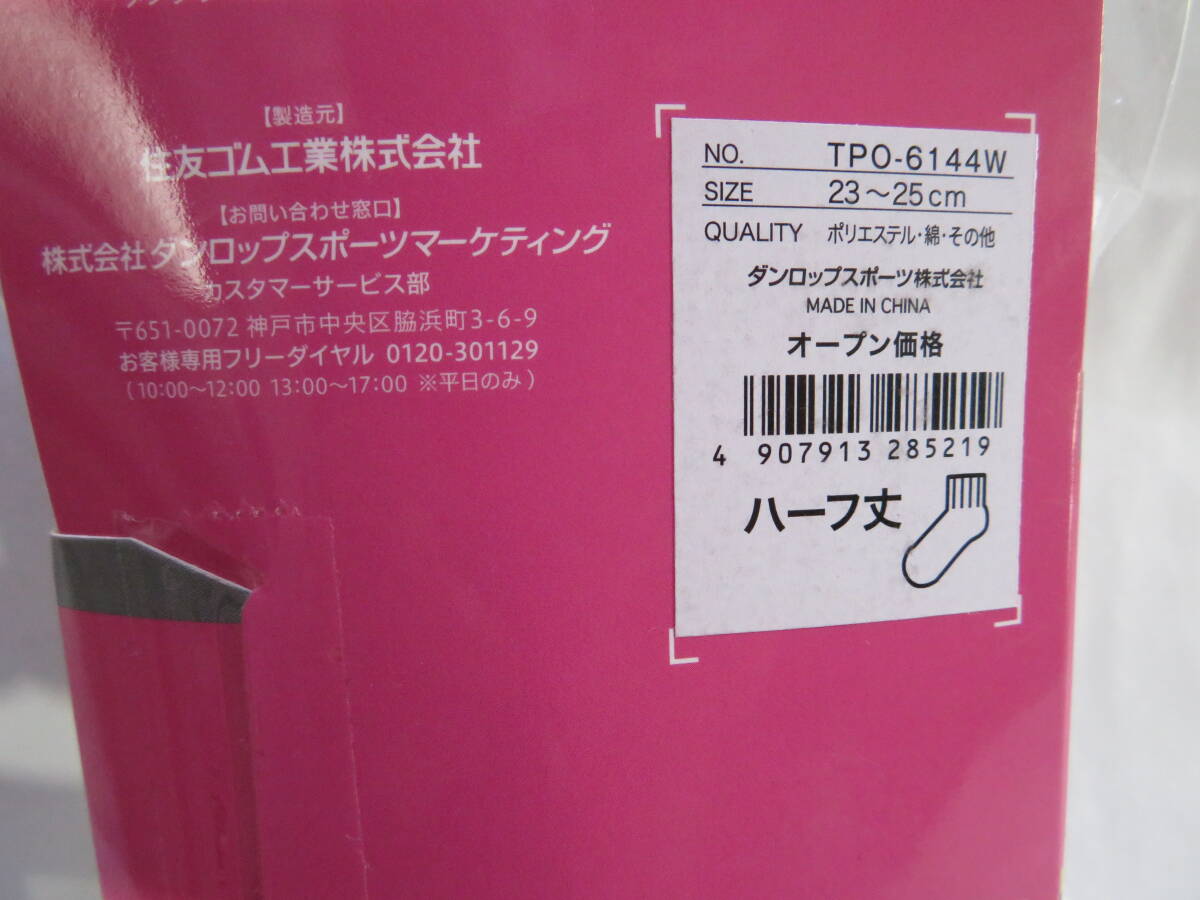 【製造元】
住友ゴム工業株式会社
【お問い合わせ窓口】
株式会社ダンロップスポーツマーケティング
カスタマーサービス部
〒651-0072 神戸市中央区脇浜町3-6-9
お客様専用フリーダイヤル 0120-301129
(10:00〜12:00 13:00〜17:00 ※平日のみ)
NO. TPO-6144W
SIZE 23〜25cm
QUALITY ポリエステル・綿・その他
ダンロップスポーツ株式会社
MADE IN CHINA
オープン価格
4 907913 285219
ハーフ丈